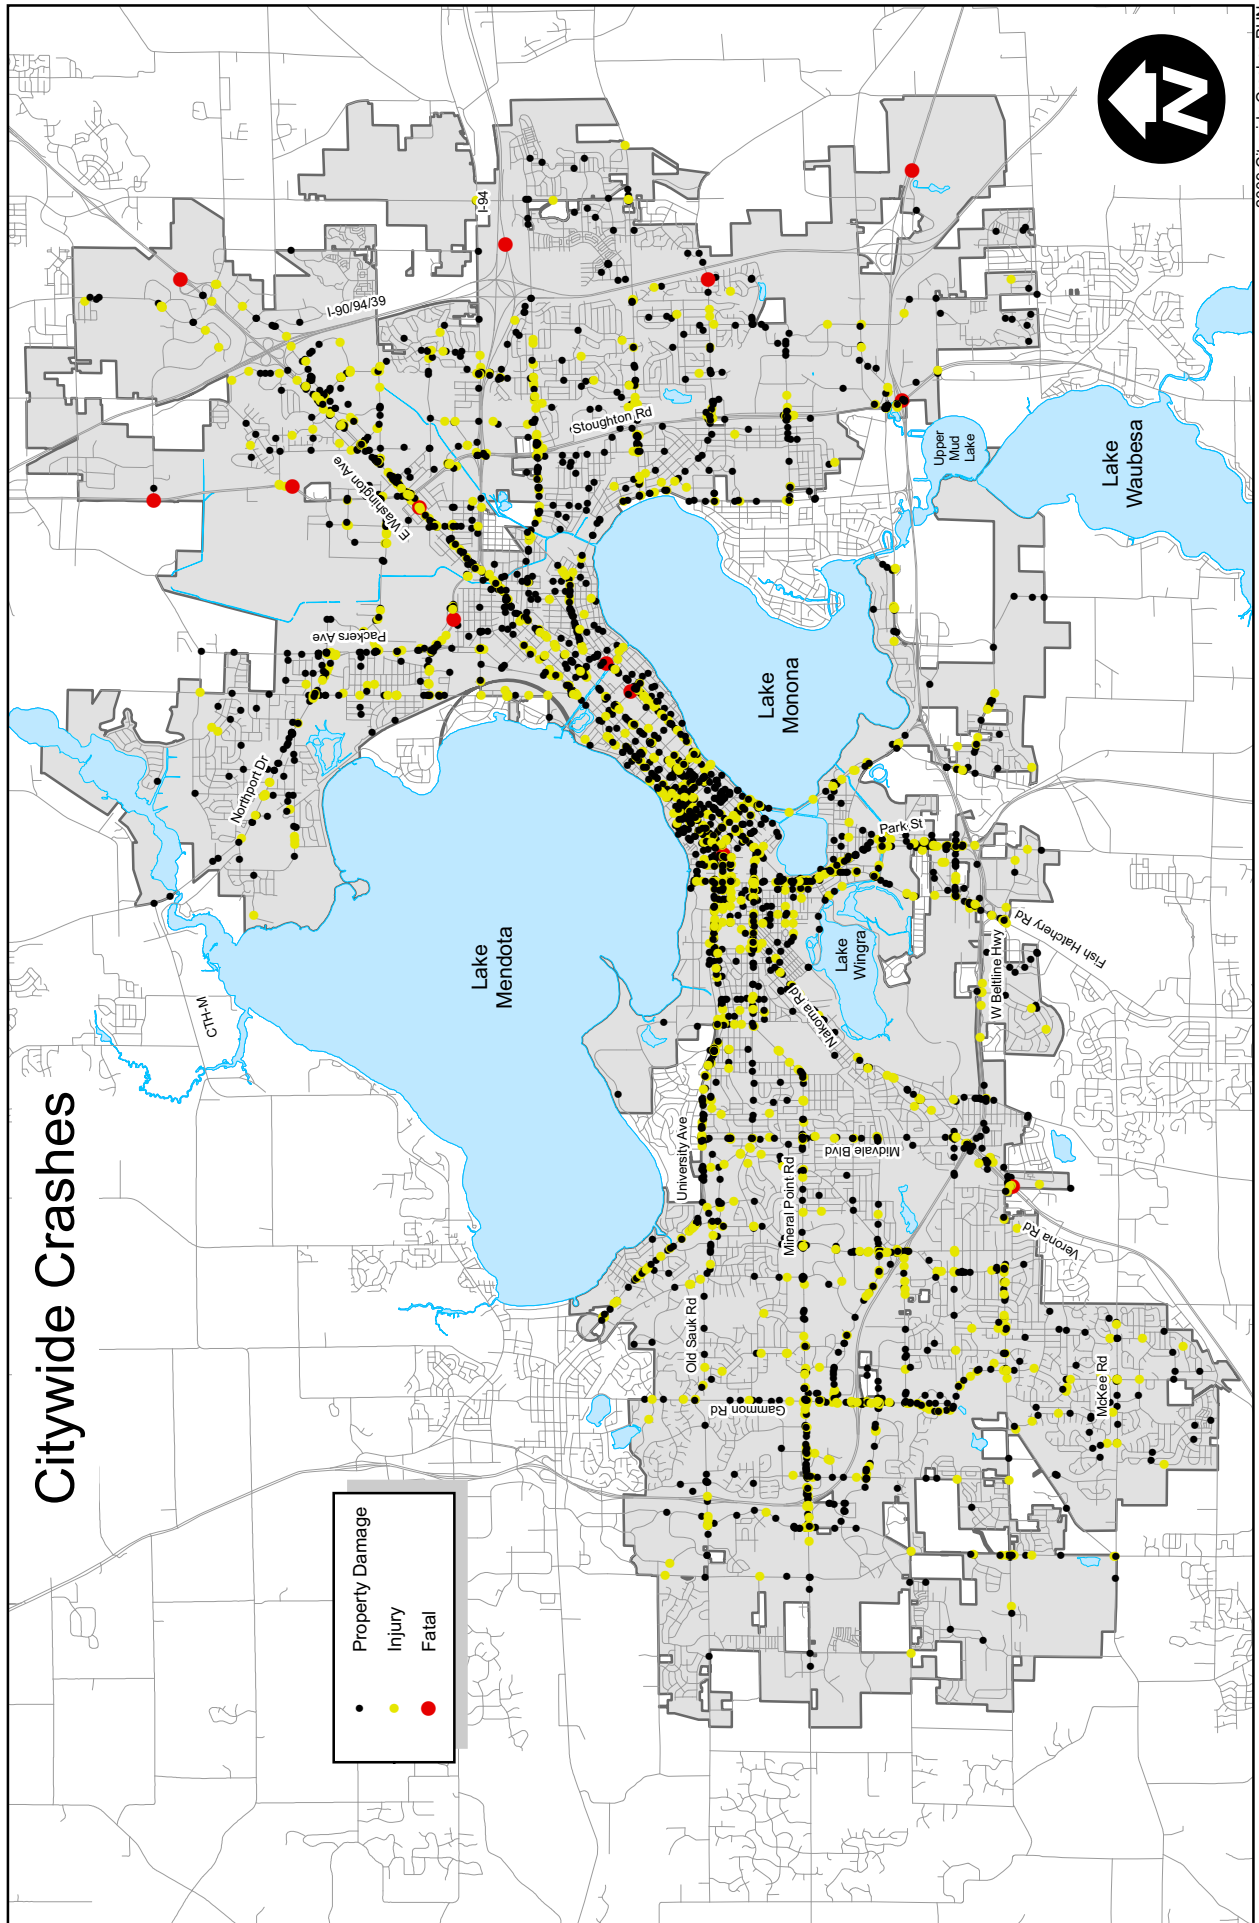 Citywide Crashes
Property Damage
Injury
Fatal
N
I-94
I-90/94/39
E Washington Ave
Stoughton Rd
Packers Ave
Northport Dr
CTH-M
Lake
Mendota
Lake
Monona
Upper
Mud
Lake
Lake
Waubesa
Park St
Lake
Wingra
Fish Hatchery Rd
W Beltline Hwy
Nakoma Rd
University Ave
Midvale Blvd
Mineral Point Rd
Verona Rd
Old Sauk Rd
Gammon Rd
McKee Rd